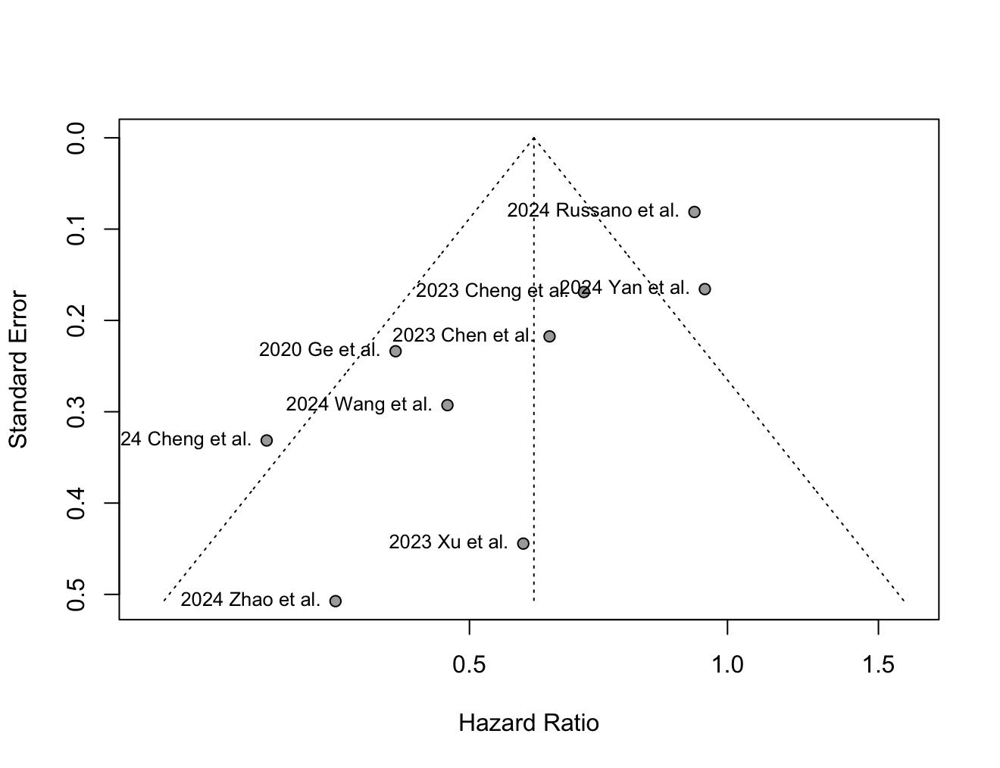 0.0
0.1
0.2
0.3
0.4
0.5
Standard Error
2024 Russano et al.
2023 Cheng et al.
2024 Yan et al.
2023 Chen et al.
2020 Ge et al.
2024 Wang et al.
24 Cheng et al.
2023 Xu et al.
2024 Zhao et al.
0.5
1.0
1.5
Hazard Ratio